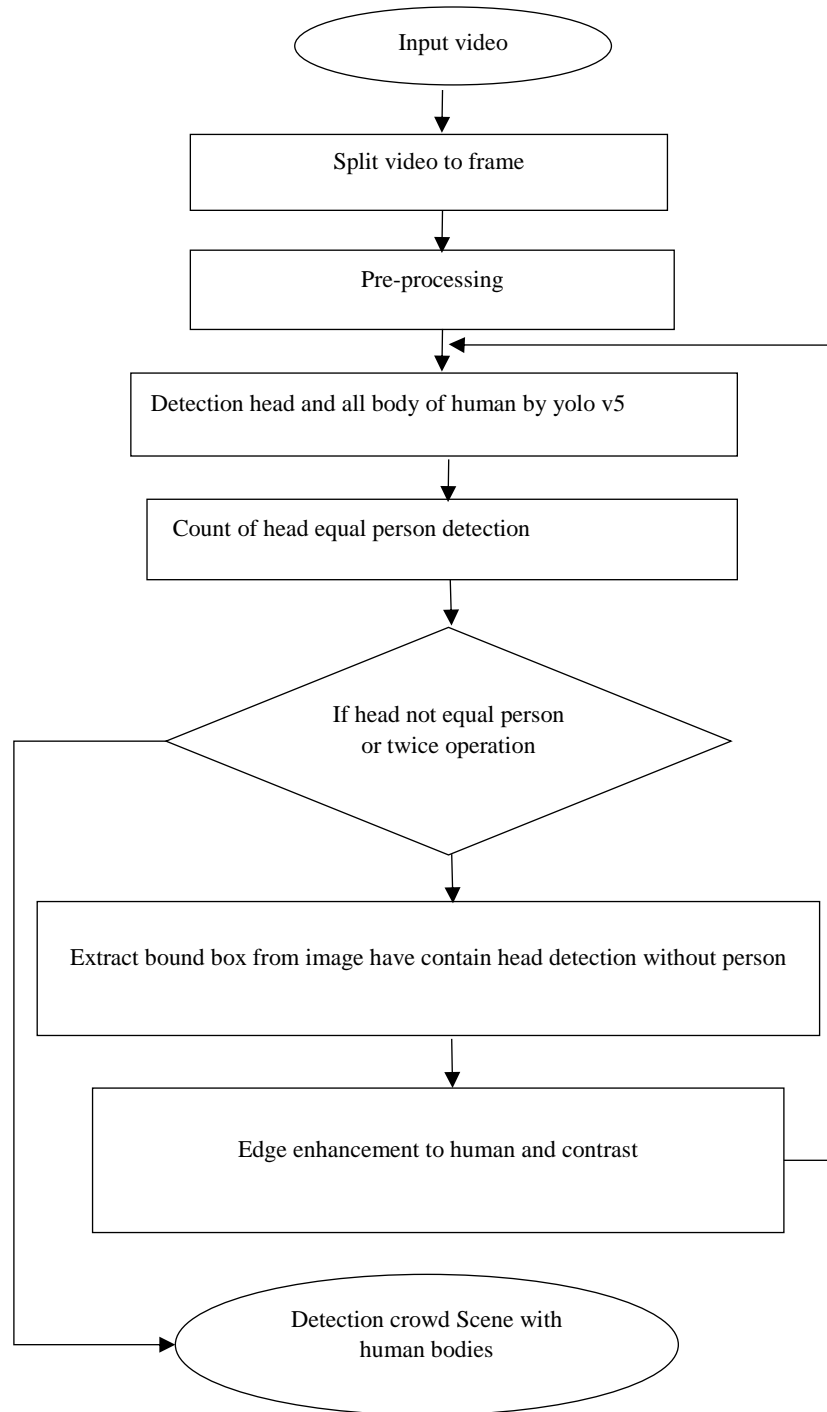 Input video
Split video to frame
Pre-processing
Detection head and all body of human by yolo v5
Count of head equal person detection
If head not equal person
or twice operation
Extract bound box from image have contain head detection without person
Edge enhancement to human and contrast
Detection crowd Scene with
human bodies